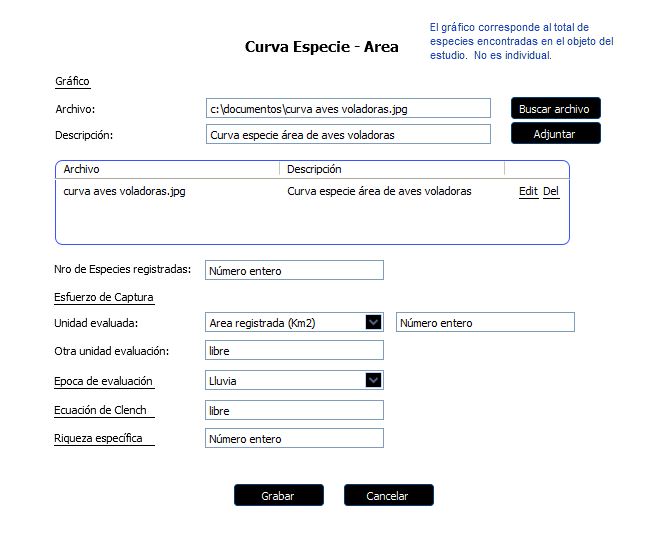 El gráfico corresponde al total de
especies encontradas en el objeto del
estudio. No es individual.
Curva Especie - Area
Gráfico
Archivo: c:\documentos\curva aves voladoras.jpg Buscar archivo
Descripción: Curva especie área de aves voladoras Adjuntar
Archivo Descripción
curva aves voladoras.jpg Curva especie área de aves voladoras Edit Del
Nro de Especies registradas: Número entero
Esfuerzo de Captura
Unidad evaluada: Area registrada (Km2) Número entero
Otra unidad evaluación: libre
Epoca de evaluación Lluvia
Ecuación de Clench libre
Riqueza específica Número entero
Grabar Cancelar